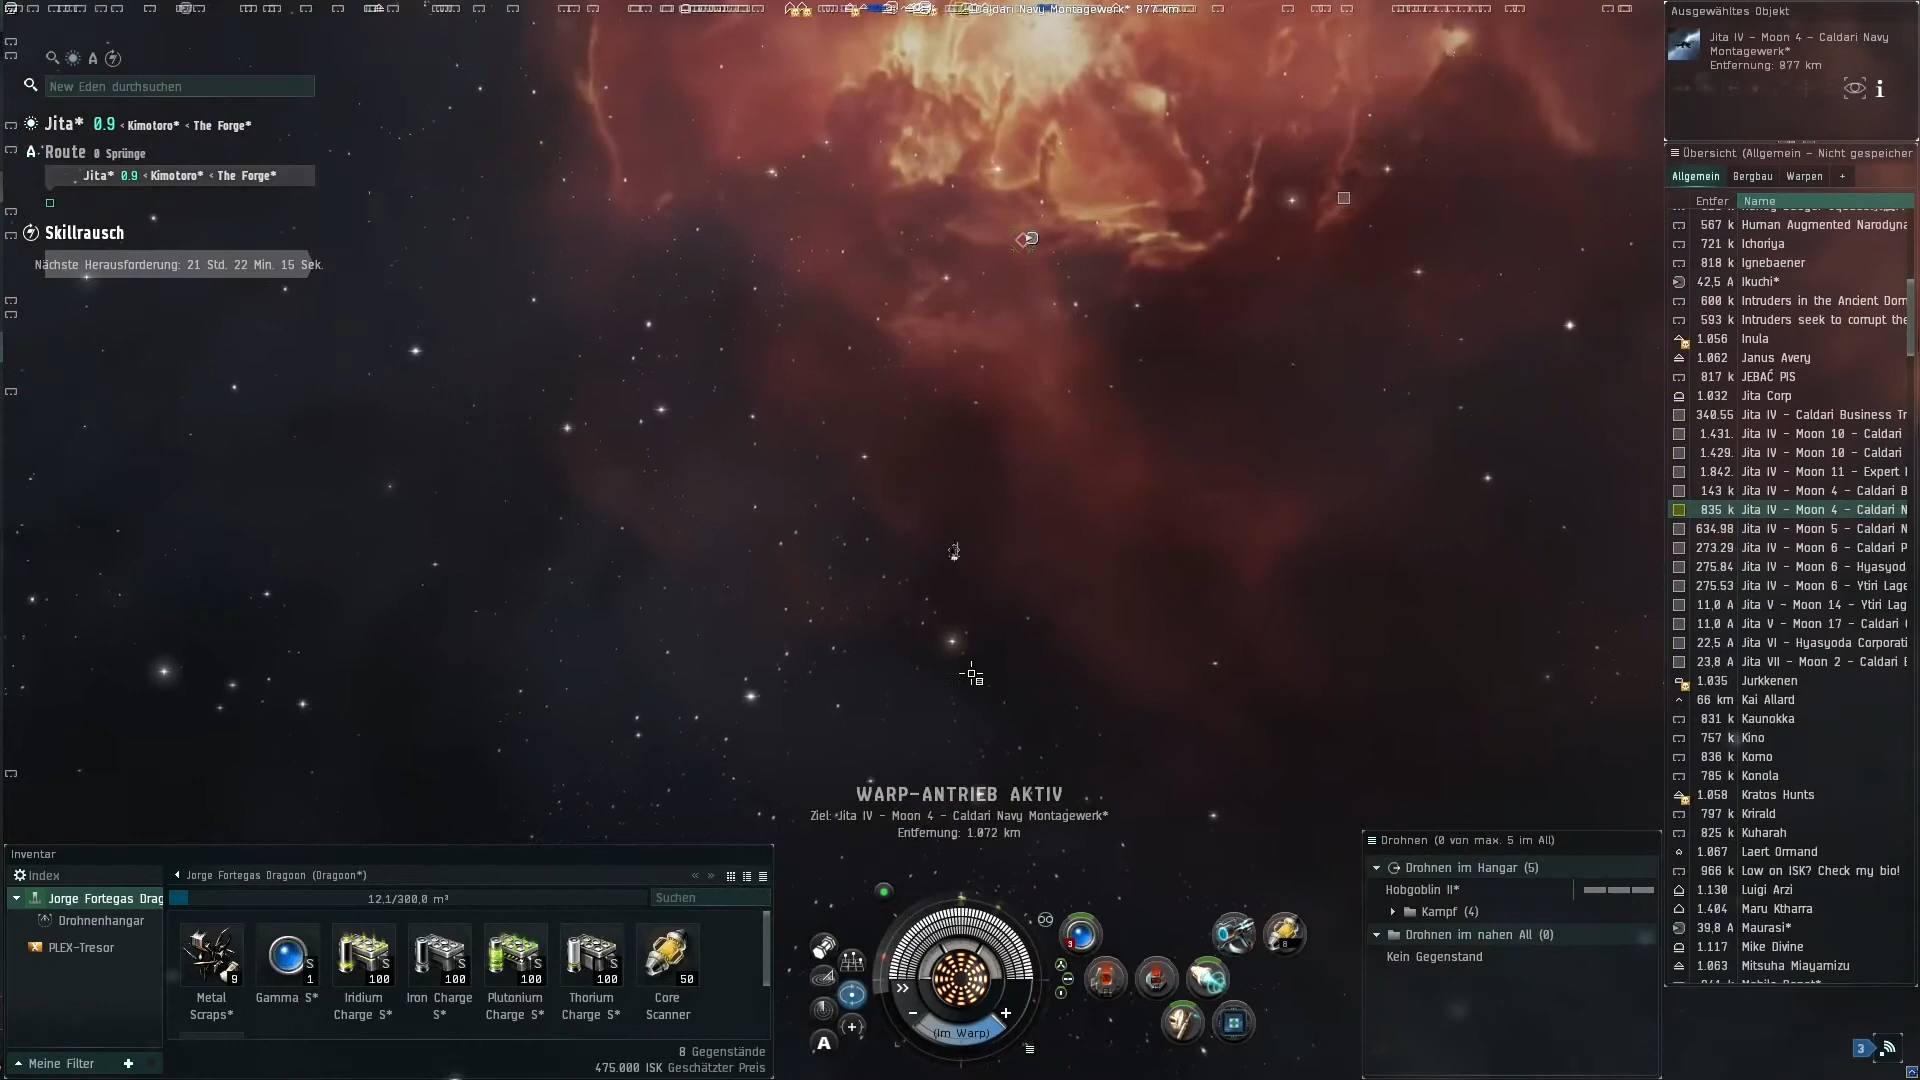 Caldari Navy Montagewerk* 877 km
New Eden durchsuchen
Jita* 0.9 < Kimotoro* < The Forge*
Route 0 Sprünge
Jita* 0.9 < Kimotoro* < The Forge*
Skillrausch
Nächste Herausforderung: 21 Std. 22 Min. 15 Sek.
Ausgewähltes Objekt
Jita IV - Moon 4 - Caldari Navy
Montagewerk*
Entfernung: 877 km
Übersicht (Allgemein - Nicht gespeicher
Allgemein Bergbau Warpen +
Entfer Name
567 k Human Augmented Narodyna
721 k Ichoriya
818 k Ignebaener
42,5 A Ikuchi*
600 k Intruders in the Ancient Dom
593 k Intruders seek to corrupt the
1.056 Inula
1.062 Janus Avery
817 k JEBAĆ PIS
1.032 Jita Corp
340.55 Jita IV - Caldari Business Tr
1.431. Jita IV - Moon 10 - Caldari
1.429. Jita IV - Moon 10 - Caldari
1.842. Jita IV - Moon 11 - Expert
143 k Jita IV - Moon 4 - Caldari B
835 k Jita IV - Moon 4 - Caldari N
634.98 Jita IV - Moon 5 - Caldari N
273.29 Jita IV - Moon 6 - Caldari P
275.84 Jita IV - Moon 6 - Hyasyod
275.53 Jita IV - Moon 6 - Ytiri Lage
11,0 A Jita V - Moon 14 - Ytiri Lag
11,0 A Jita V - Moon 17 - Caldari
22,5 A Jita VI - Hyasyoda Corporati
23,8 A Jita VII - Moon 2 - Caldari B
1.035 Jurkkenen
66 km Kai Allard
831 k Kaunokka
757 k Kino
836 k Komo
785 k Konola
1.058 Kratos Hunts
797 k Krirald
825 k Kuharah
1.067 Laert Ormand
966 k Low on ISK? Check my bio!
1.130 Luigi Arzi
1.404 Maru Ktharra
39,8 A Maurasi*
1.117 Mike Divine
1.063 Mitsuha Miayamizu
WARP-ANTRIEB AKTIV
Ziel: Jita IV - Moon 4 - Caldari Navy Montagewerk*
Entfernung: 1.072 km
(Im Warp)
Inventar
Index
Jorge Fortegas Drag
Drohnenhangar
PLEX-Tresor
Meine Filter +
Jorge Fortegas Dragoon (Dragoon*)
12,1/300,0 m³
Suchen
9
S 1
S 100
S 100
S 100
S 100
50
Metal Scraps*
Gamma S*
Iridium Charge S*
Iron Charge S*
Plutonium Charge S*
Thorium Charge S*
Core Scanner
8 Gegenstände
475.000 ISK Geschätzter Preis
Drohnen (0 von max. 5 im All)
Drohnen im Hangar (5)
Hobgoblin II*
Kampf (4)
Drohnen im nahen All (0)
Kein Gegenstand
3